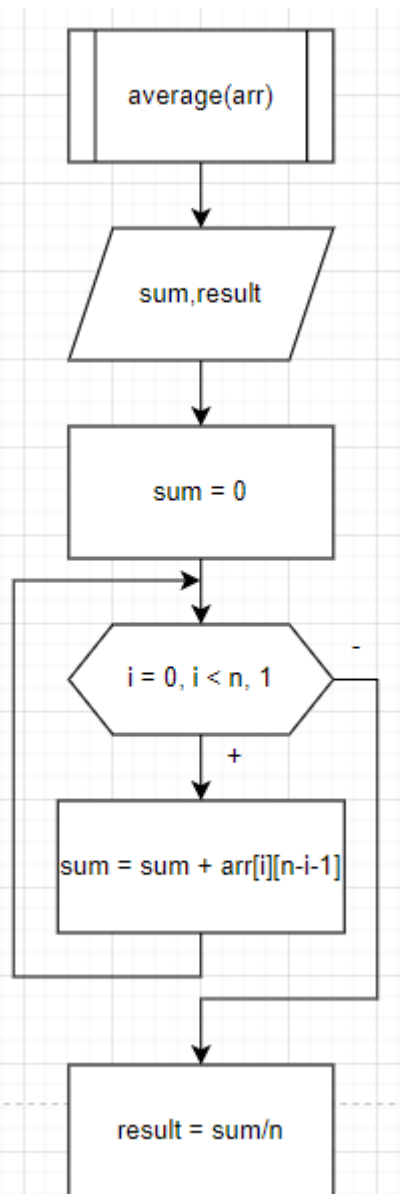 average(arr)
sum,result
sum = 0
i = 0, i < n, 1
-
+
sum = sum + arr[i][n-i-1]
result = sum/n